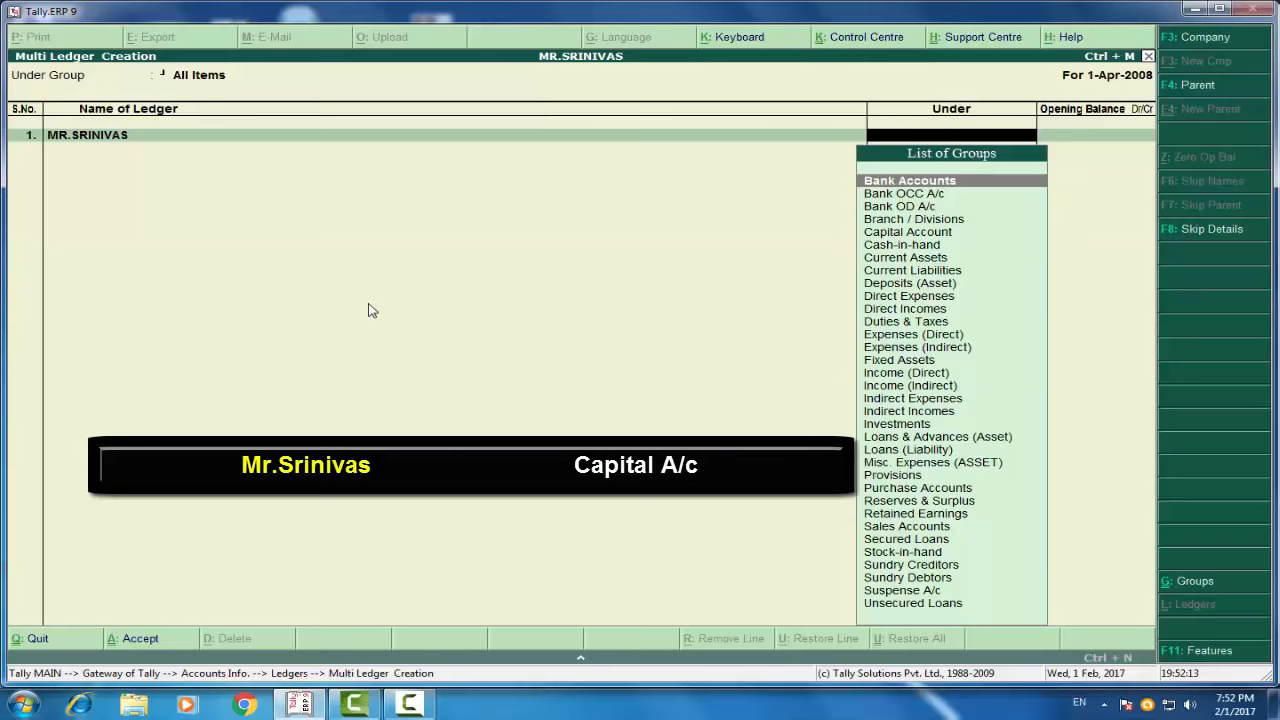 Tally.ERP 9
P: Print E: Export M: E-Mail O: Upload G: Language K: Keyboard K: Control Centre H: Support Centre H: Help
F3: Company
Multi Ledger Creation MR.SRINIVAS Ctrl + M
F3: New Cmp
Under Group : All Items For 1-Apr-2008
F4: Parent
S.No. Name of Ledger Under Opening Balance Dr/Cr
F4: New Parent
1. MR.SRINIVAS
List of Groups
Z: Zero Op Bal
Bank Accounts
F6: Skip Names
Bank OCC A/c
Bank OD A/c
F7: Skip Parent
Branch / Divisions
Capital Account
F8: Skip Details
Cash-in-hand
Current Assets
Current Liabilities
Deposits (Asset)
Direct Expenses
Direct Incomes
Duties & Taxes
Expenses (Direct)
Expenses (Indirect)
Fixed Assets
Income (Direct)
Income (Indirect)
Indirect Expenses
Indirect Incomes
Investments
Loans & Advances (Asset)
Loans (Liability)
Misc. Expenses (ASSET)
Mr.Srinivas Capital A/c
Provisions
Purchase Accounts
Reserves & Surplus
Retained Earnings
Sales Accounts
Secured Loans
Stock-in-hand
Sundry Creditors
Sundry Debtors
G: Groups
Suspense A/c
Unsecured Loans
L: Ledgers
Q: Quit A: Accept D: Delete R: Remove Line U: Restore Line U: Restore All
F11: Features
Ctrl + N
Tally MAIN --> Gateway of Tally --> Accounts Info. --> Ledgers --> Multi Ledger Creation (c) Tally Solutions Pvt. Ltd., 1988-2009 Wed, 1 Feb, 2017 19:52:13
EN 7:52 PM
2/1/2017